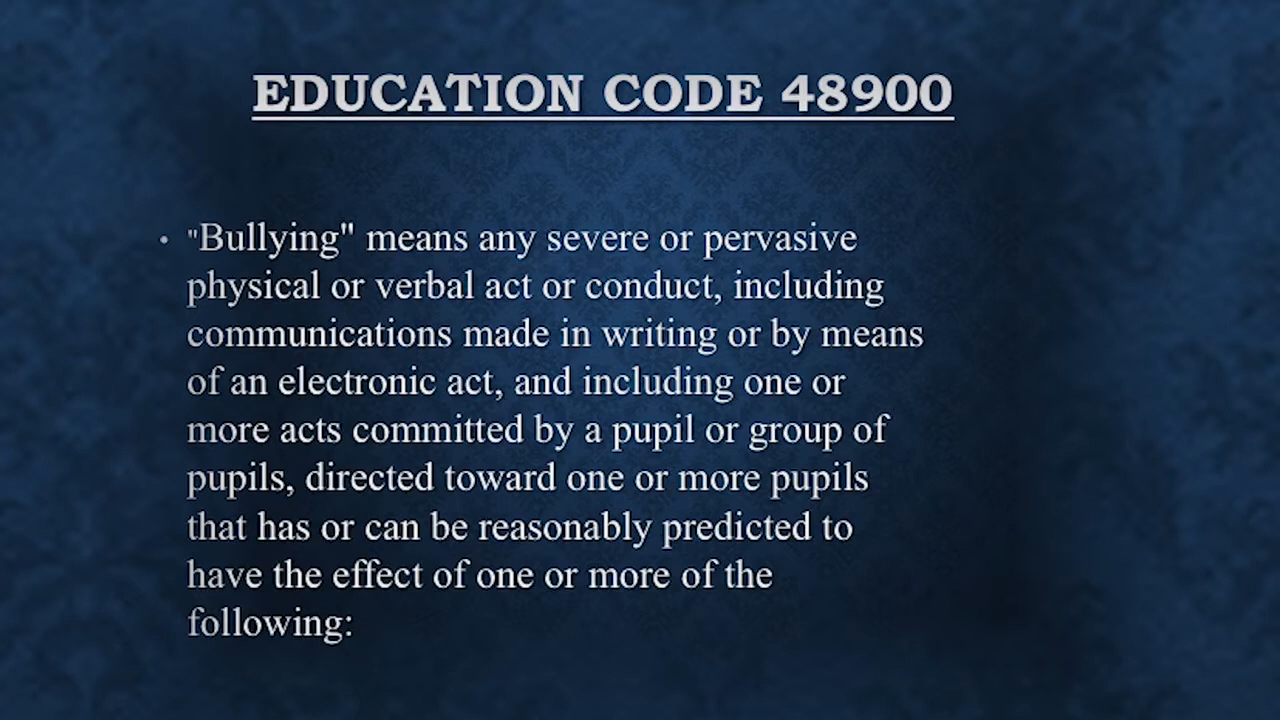 EDUCATION CODE 48900
• "Bullying" means any severe or pervasive
physical or verbal act or conduct, including
communications made in writing or by means
of an electronic act, and including one or
more acts committed by a pupil or group of
pupils, directed toward one or more pupils
that has or can be reasonably predicted to
have the effect of one or more of the
following: